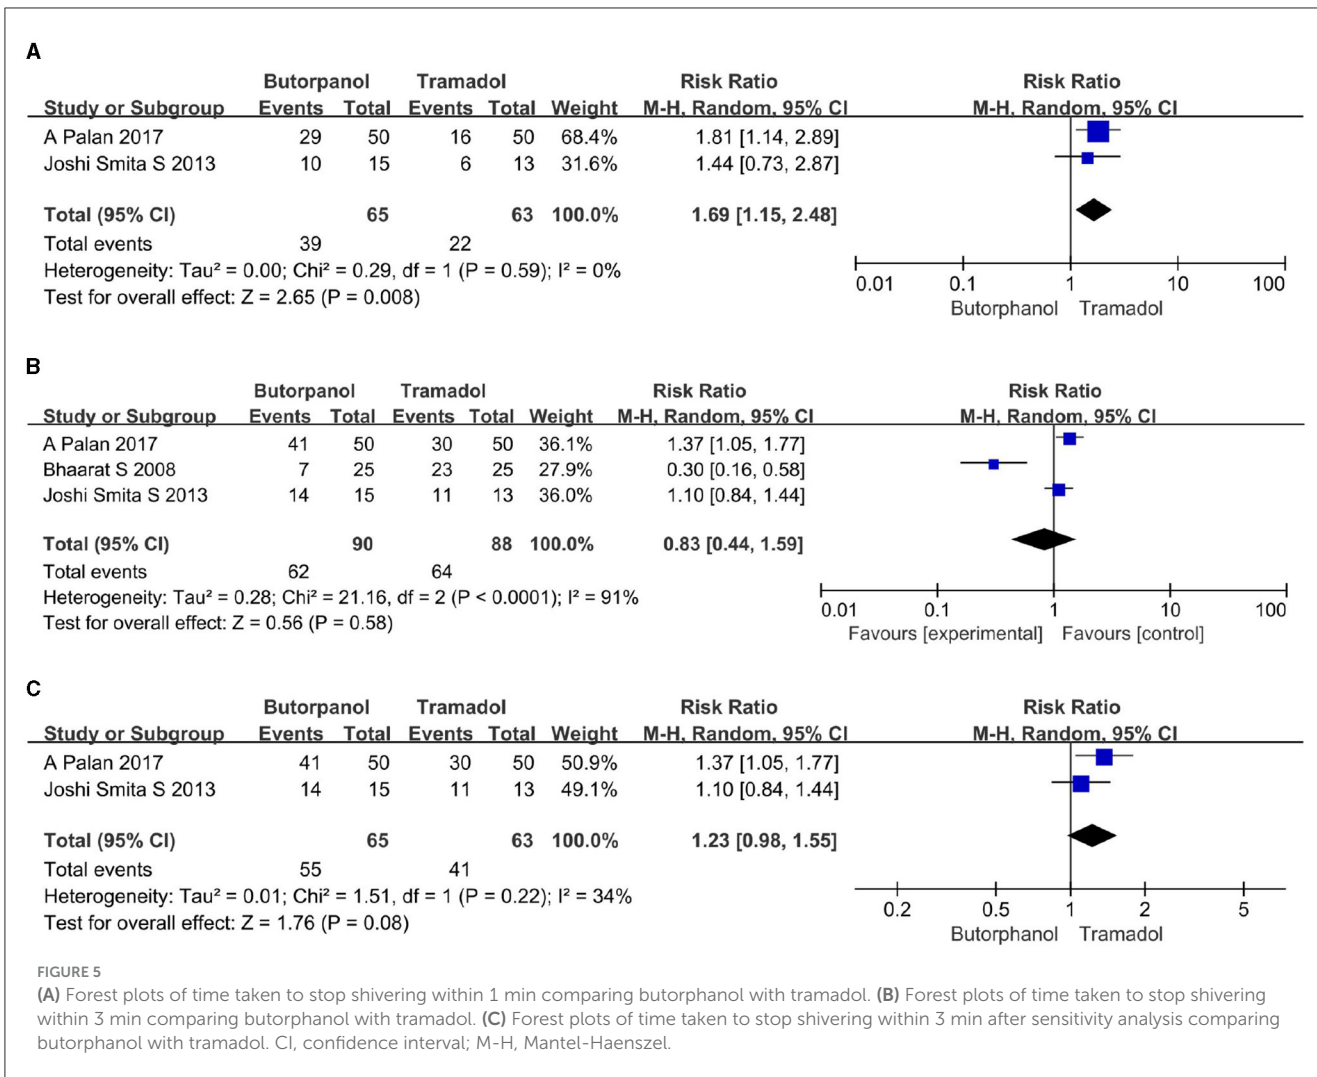 A
Butorpanol Tramadol Risk Ratio Risk Ratio
Study or Subgroup Events Total Events Total Weight M-H, Random, 95% CI M-H, Random, 95% CI
A Palan 2017 29 50 16 50 68.4% 1.81 [1.14, 2.89]
Joshi Smita S 2013 10 15 6 13 31.6% 1.44 [0.73, 2.87]
Total (95% CI) 65 63 100.0% 1.69 [1.15, 2.48]
Total events 39 22
Heterogeneity: Tau² = 0.00; Chi² = 0.29, df = 1 (P = 0.59); I² = 0%
Test for overall effect: Z = 2.65 (P = 0.008)
0.01 0.1 1 10 100
Butorphanol Tramadol
B
Butorpanol Tramadol Risk Ratio Risk Ratio
Study or Subgroup Events Total Events Total Weight M-H, Random, 95% CI M-H, Random, 95% CI
A Palan 2017 41 50 30 50 36.1% 1.37 [1.05, 1.77]
Bhaarat S 2008 7 25 23 25 27.9% 0.30 [0.16, 0.58]
Joshi Smita S 2013 14 15 11 13 36.0% 1.10 [0.84, 1.44]
Total (95% CI) 90 88 100.0% 0.83 [0.44, 1.59]
Total events 62 64
Heterogeneity: Tau² = 0.28; Chi² = 21.16, df = 2 (P < 0.0001); I² = 91%
Test for overall effect: Z = 0.56 (P = 0.58)
0.01 0.1 1 10 100
Favours [experimental] Favours [control]
C
Butorpanol Tramadol Risk Ratio Risk Ratio
Study or Subgroup Events Total Events Total Weight M-H, Random, 95% CI M-H, Random, 95% CI
A Palan 2017 41 50 30 50 50.9% 1.37 [1.05, 1.77]
Joshi Smita S 2013 14 15 11 13 49.1% 1.10 [0.84, 1.44]
Total (95% CI) 65 63 100.0% 1.23 [0.98, 1.55]
Total events 55 41
Heterogeneity: Tau² = 0.01; Chi² = 1.51, df = 1 (P = 0.22); I² = 34%
Test for overall effect: Z = 1.76 (P = 0.08)
0.2 0.5 1 2 5
Butorphanol Tramadol
FIGURE 5
(A) Forest plots of time taken to stop shivering within 1 min comparing butorphanol with tramadol. (B) Forest plots of time taken to stop shivering
within 3 min comparing butorphanol with tramadol. (C) Forest plots of time taken to stop shivering within 3 min after sensitivity analysis comparing
butorphanol with tramadol. CI, confidence interval; M-H, Mantel-Haenszel.